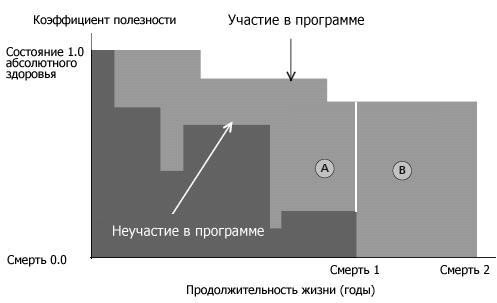 Коэффициент полезности
Участие в программе
Состояние 1.0
абсолютного
здоровья
A
B
Неучастие в программе
Смерть 0.0
Смерть 1
Смерть 2
Продолжительность жизни (годы)